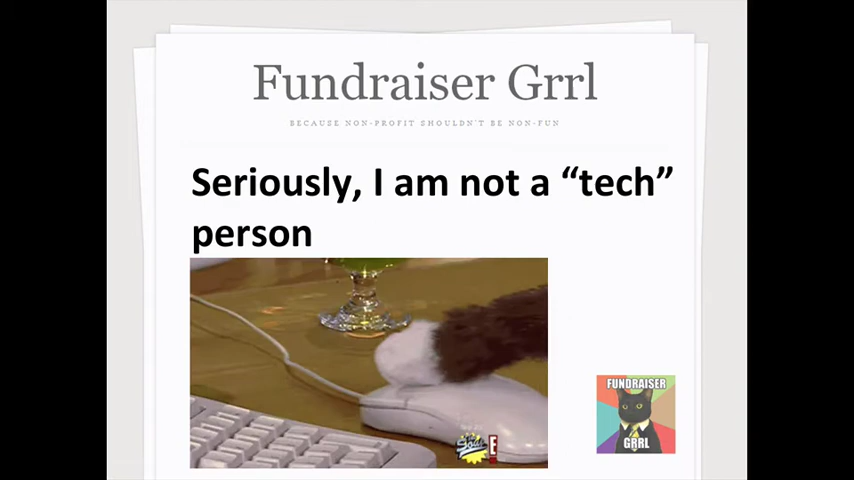 Fundraiser Grrl
BECAUSE NON-PROFIT SHOULDN'T BE NON-FUN
Seriously, I am not a “tech”
person
FUNDRAISER
GRRL